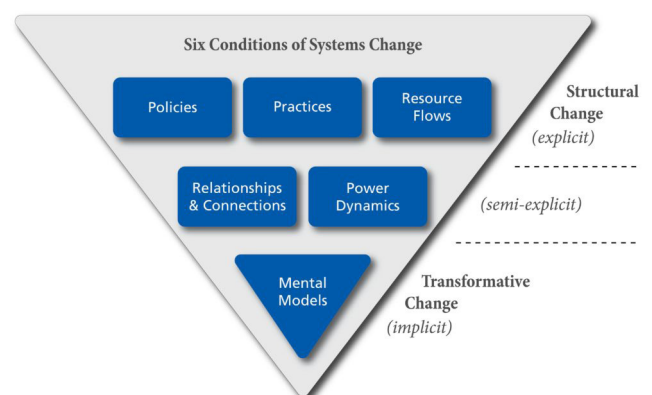 Six Conditions of Systems Change
Policies
Practices
Resource
Flows
Structural
Change
(explicit)
Relationships
& Connections
Power
Dynamics
(semi-explicit)
Mental
Models
Transformative
Change
(implicit)